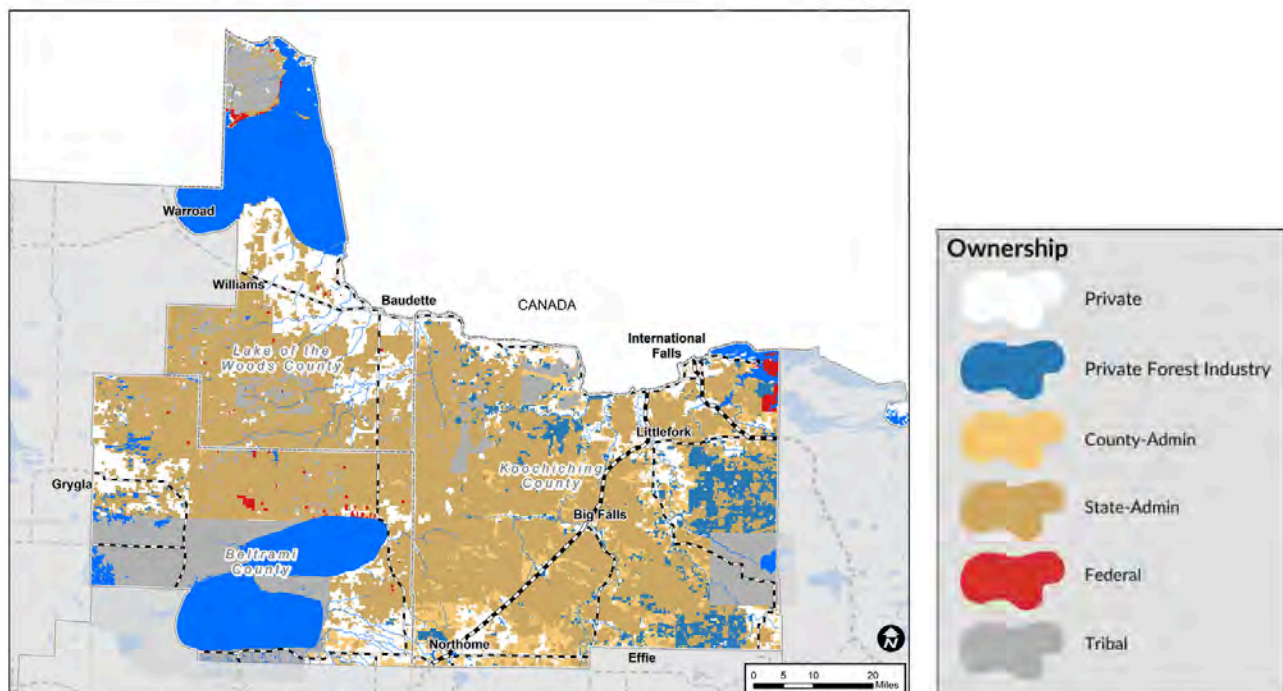 Warroad
Williams
Baudette
CANADA
International
Falls
Lake of the
Woods County
Littlefork
Koochiching
County
Grygla
Big Falls
Beltrami
County
Northome
Effie
N
0 5 10 20
Miles
Ownership
Private
Private Forest Industry
County-Admin
State-Admin
Federal
Tribal